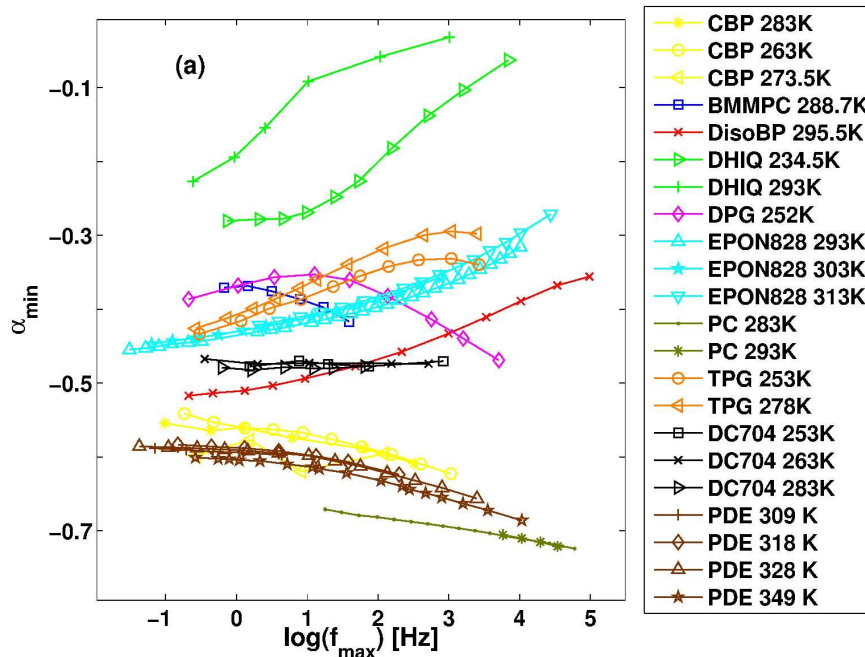 (a)
−0.1
−0.3
−0.5
−0.7
α_min
−1 0 1 2 3 4 5
log(f_max) [Hz]
CBP 283K
CBP 263K
CBP 273.5K
BMMPC 288.7K
DisoBP 295.5K
DHIQ 234.5K
DHIQ 293K
DPG 252K
EPON828 293K
EPON828 303K
EPON828 313K
PC 283K
PC 293K
TPG 253K
TPG 278K
DC704 253K
DC704 263K
DC704 283K
PDE 309 K
PDE 318 K
PDE 328 K
PDE 349 K